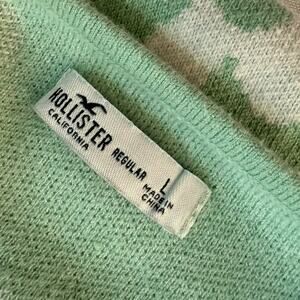 HOLLISTER
CALIFORNIA
REGULAR
L
MADE IN
CHINA